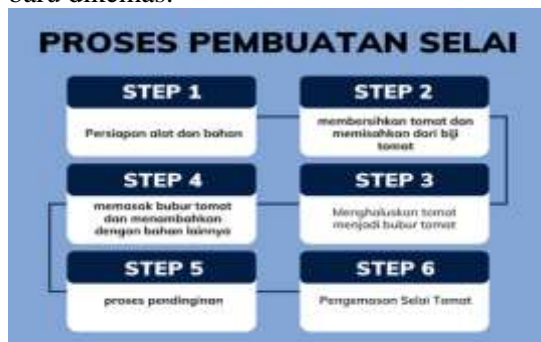 PROSES PEMBUATAN SELAI
STEP 1
Persiapan alat dan bahan
STEP 2
membersihkan tomat dan
memisahkan dari biji
tomat
STEP 4
memasak bubur tomat
dan menambahkan
dengan bahan lainnya
STEP 3
Menghaluskan tomat
menjadi bubur tomat
STEP 5
proses pendinginan
STEP 6
Pengemasan Selai Tomat